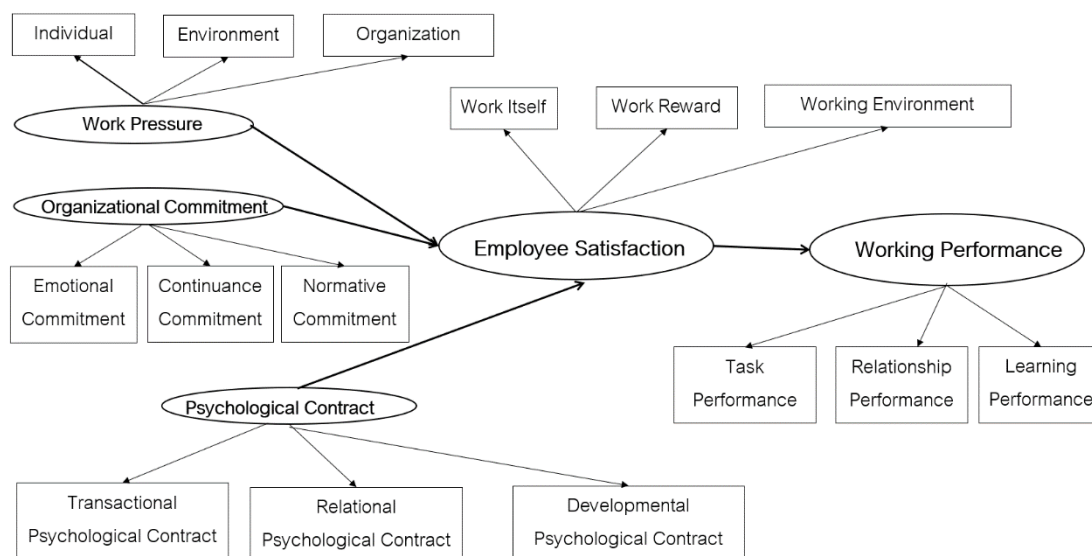 Individual
Environment
Organization
Work Pressure
Work Itself
Work Reward
Working Environment
Organizational Commitment
Emotional
Commitment
Continuance
Commitment
Normative
Commitment
Employee Satisfaction
Working Performance
Task
Performance
Relationship
Performance
Learning
Performance
Psychological Contract
Transactional
Psychological Contract
Relational
Psychological Contract
Developmental
Psychological Contract